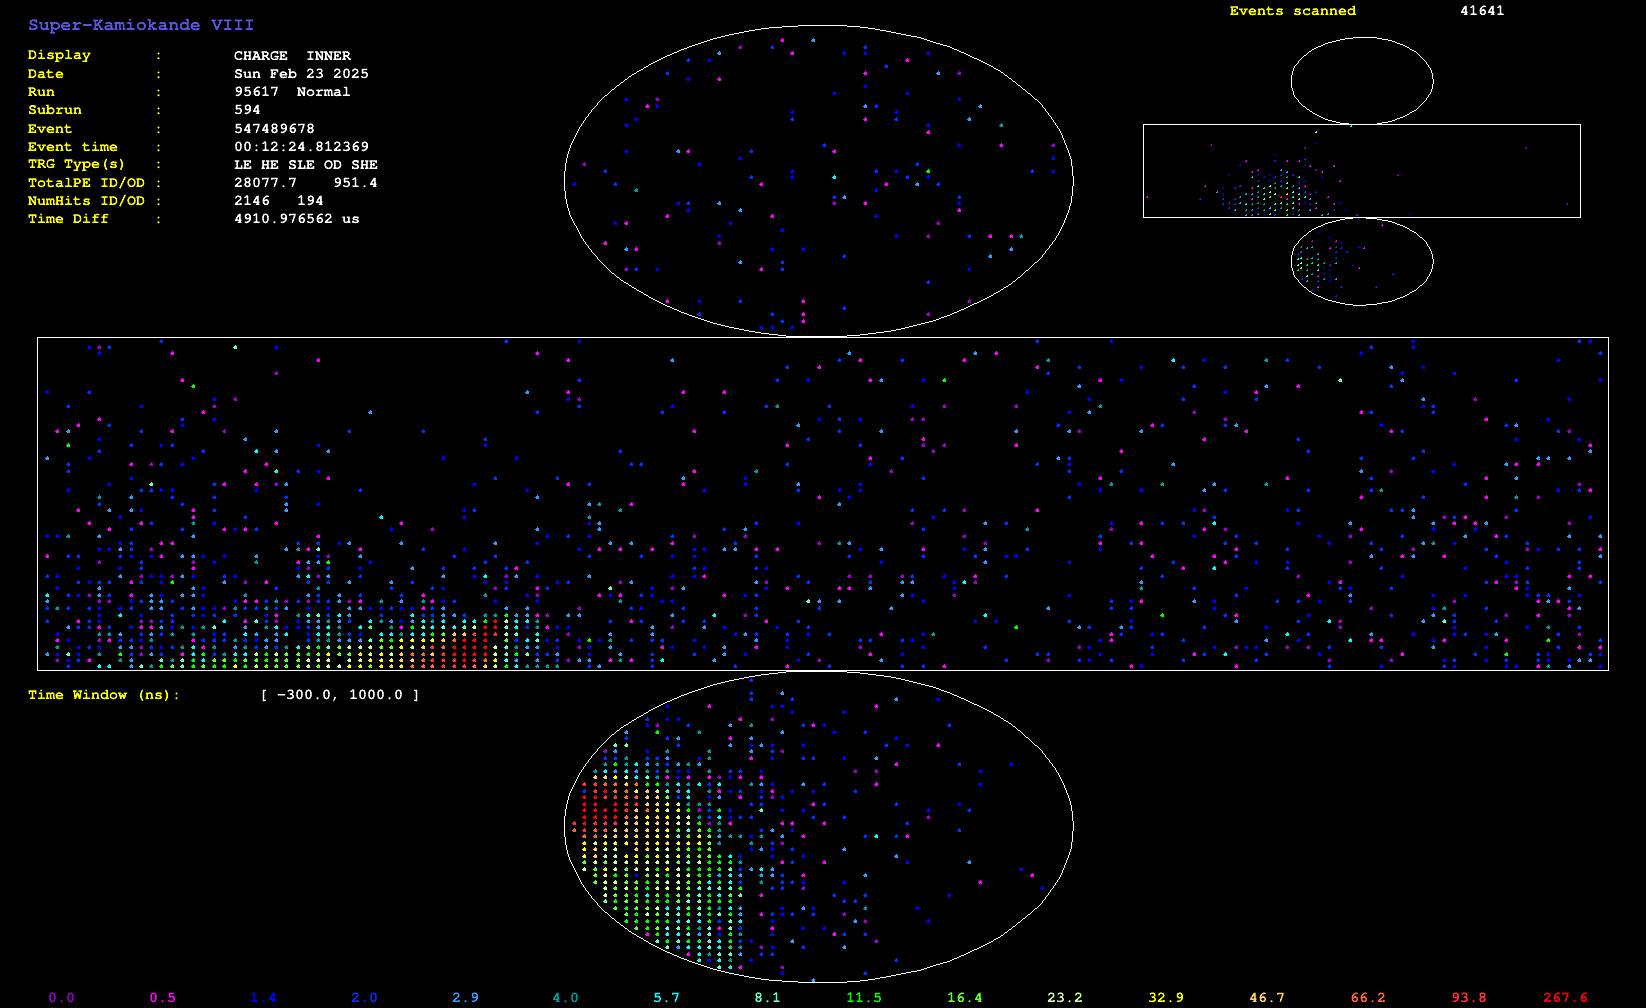 Super-Kamiokande VIII
Events scanned 41641
Display : CHARGE INNER
Date : Sun Feb 23 2025
Run : 95617 Normal
Subrun : 594
Event : 547489678
Event time : 00:12:24.812369
TRG Type(s) : LE HE SLE OD SHE
TotalPE ID/OD : 28077.7 951.4
NumHits ID/OD : 2146 194
Time Diff : 4910.976562 us
Time Window (ns): [ -300.0, 1000.0 ]
0.0 0.5 1.4 2.0 2.9 4.0 5.7 8.1 11.5 16.4 23.2 32.9 46.7 66.2 93.8 267.6